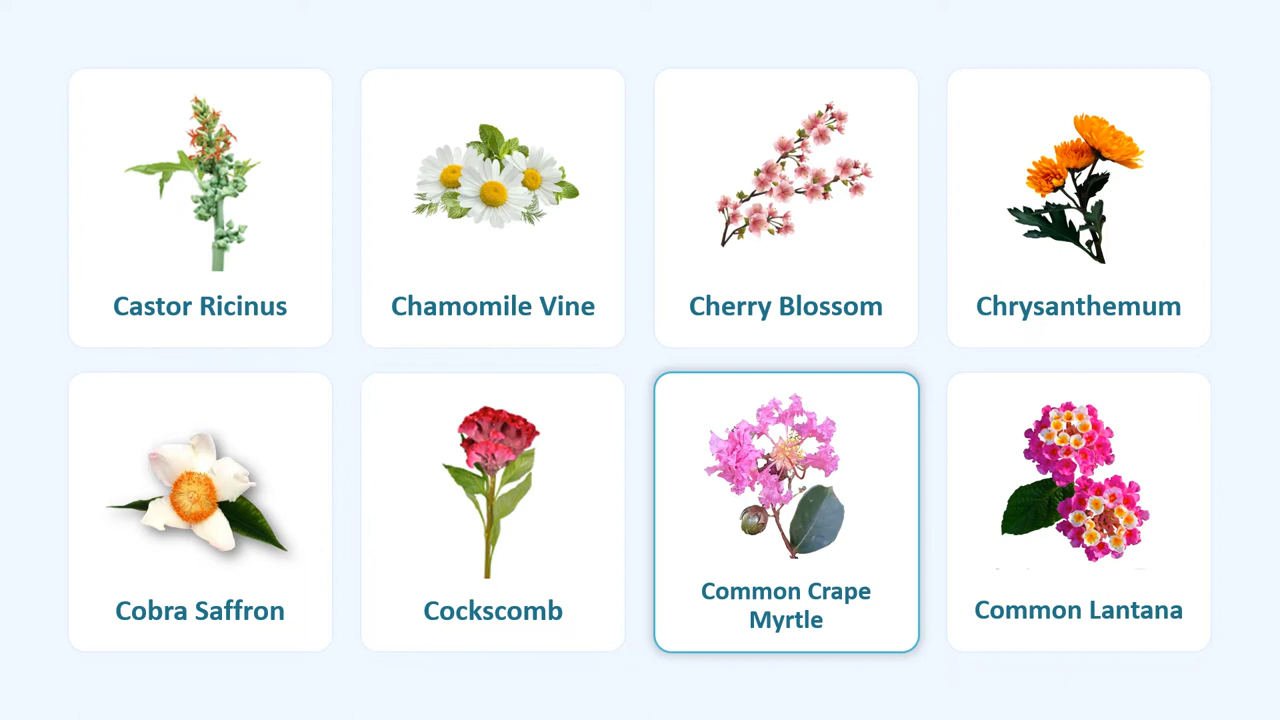 Castor Ricinus
Chamomile Vine
Cherry Blossom
Chrysanthemum
Cobra Saffron
Cockscomb
Common Crape
Myrtle
Common Lantana